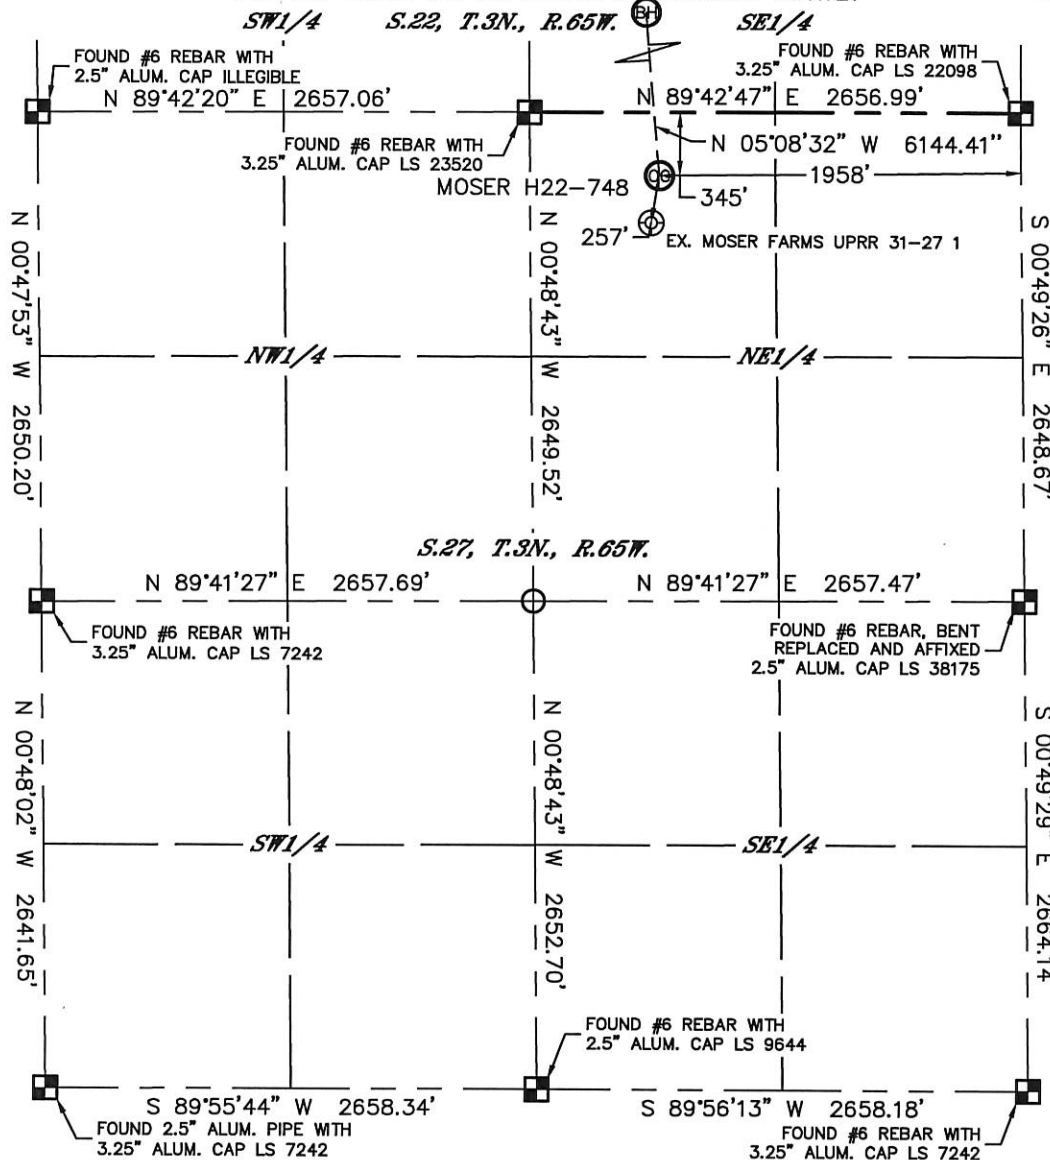 SW1/4 S.22, T.3N., R.65W. SE1/4
BH
FOUND #6 REBAR WITH
2.5" ALUM. CAP ILLEGIBLE
FOUND #6 REBAR WITH
3.25" ALUM. CAP LS 22098
N 89°42'20" E 2657.06'
N 89°42'47" E 2656.99'
FOUND #6 REBAR WITH
3.25" ALUM. CAP LS 23520
N 05°08'32" W 6144.41"
MOSER H22-748
OG
1958'
345'
257'
EX. MOSER FARMS UPRR 31-27 1
N 00°47'53" W 2650.20'
N 00°48'43" W 2649.52'
S 00°49'26" E 2648.67'
NW1/4
NE1/4
S.27, T.3N., R.65W.
N 89°41'27" E 2657.69'
N 89°41'27" E 2657.47'
FOUND #6 REBAR WITH
3.25" ALUM. CAP LS 7242
FOUND #6 REBAR, BENT
REPLACED AND AFFIXED
2.5" ALUM. CAP LS 38175
N 00°48'02" W 2641.65'
N 00°48'43" W 2652.70'
S 00°49'29" E 2664.14
SW1/4
SE1/4
FOUND #6 REBAR WITH
2.5" ALUM. CAP LS 9644
S 89°55'44" W 2658.34'
S 89°56'13" W 2658.18'
FOUND 2.5" ALUM. PIPE WITH
3.25" ALUM. CAP LS 7242
FOUND #6 REBAR WITH
3.25" ALUM. CAP LS 7242